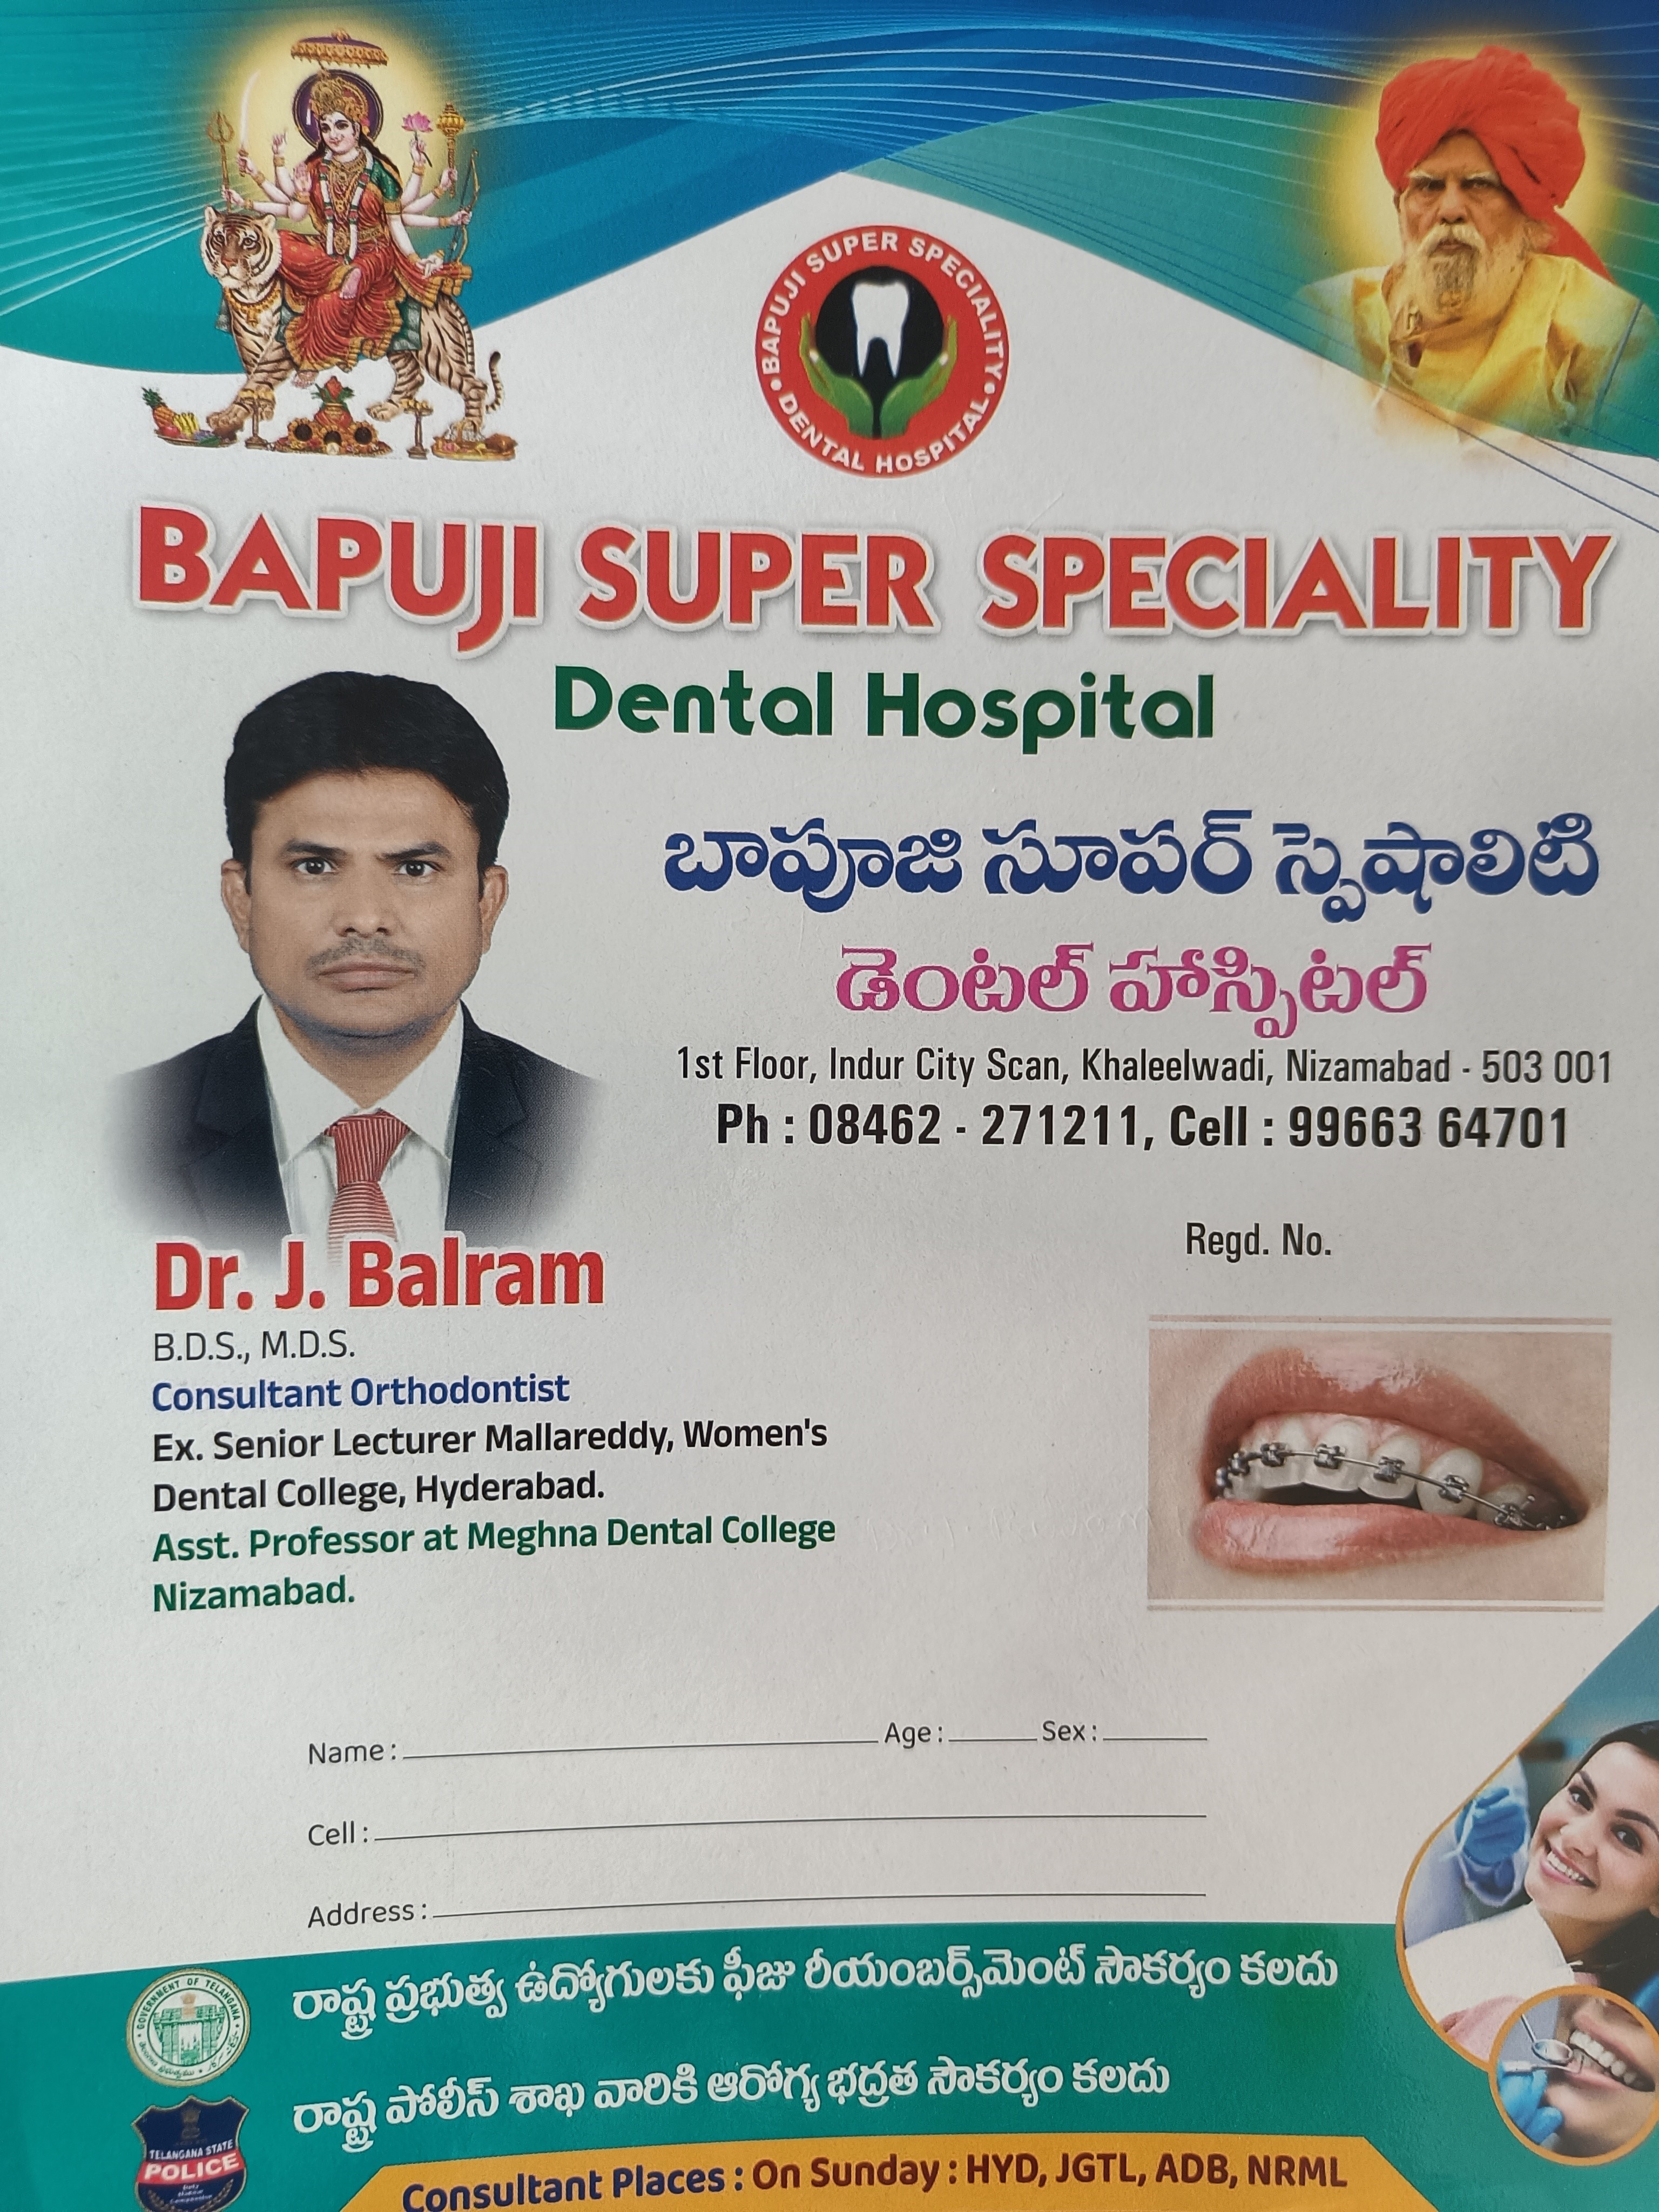 BAPUJI SUPER SPECIALITY
DENTAL HOSPITAL
BAPUJI SUPER SPECIALITY
Dental Hospital
బాపూజి సూపర్ స్పెషాలిటి
డెంటల్ హాస్పిటల్
1st Floor, Indur City Scan, Khaleelwadi, Nizamabad - 503 001
Ph : 08462 - 271211, Cell : 99663 64701
Regd. No.
Dr. J. Balram
B.D.S., M.D.S.
Consultant Orthodontist
Ex. Senior Lecturer Mallareddy, Women's
Dental College, Hyderabad.
Asst. Professor at Meghna Dental College
Nizamabad.
Name : Age : Sex :
Cell :
Address :
GOVERNMENT OF TELANGANA
రాష్ట్ర ప్రభుత్వ ఉద్యోగులకు ఫీజు రీయంబర్స్‌మెంట్ సౌకర్యం కలదు
రాష్ట్ర పోలీస్ శాఖ వారికి ఆరోగ్య భద్రత సౌకర్యం కలదు
TELANGANA STATE
POLICE
Consultant Places : On Sunday : HYD, JGTL, ADB, NRML